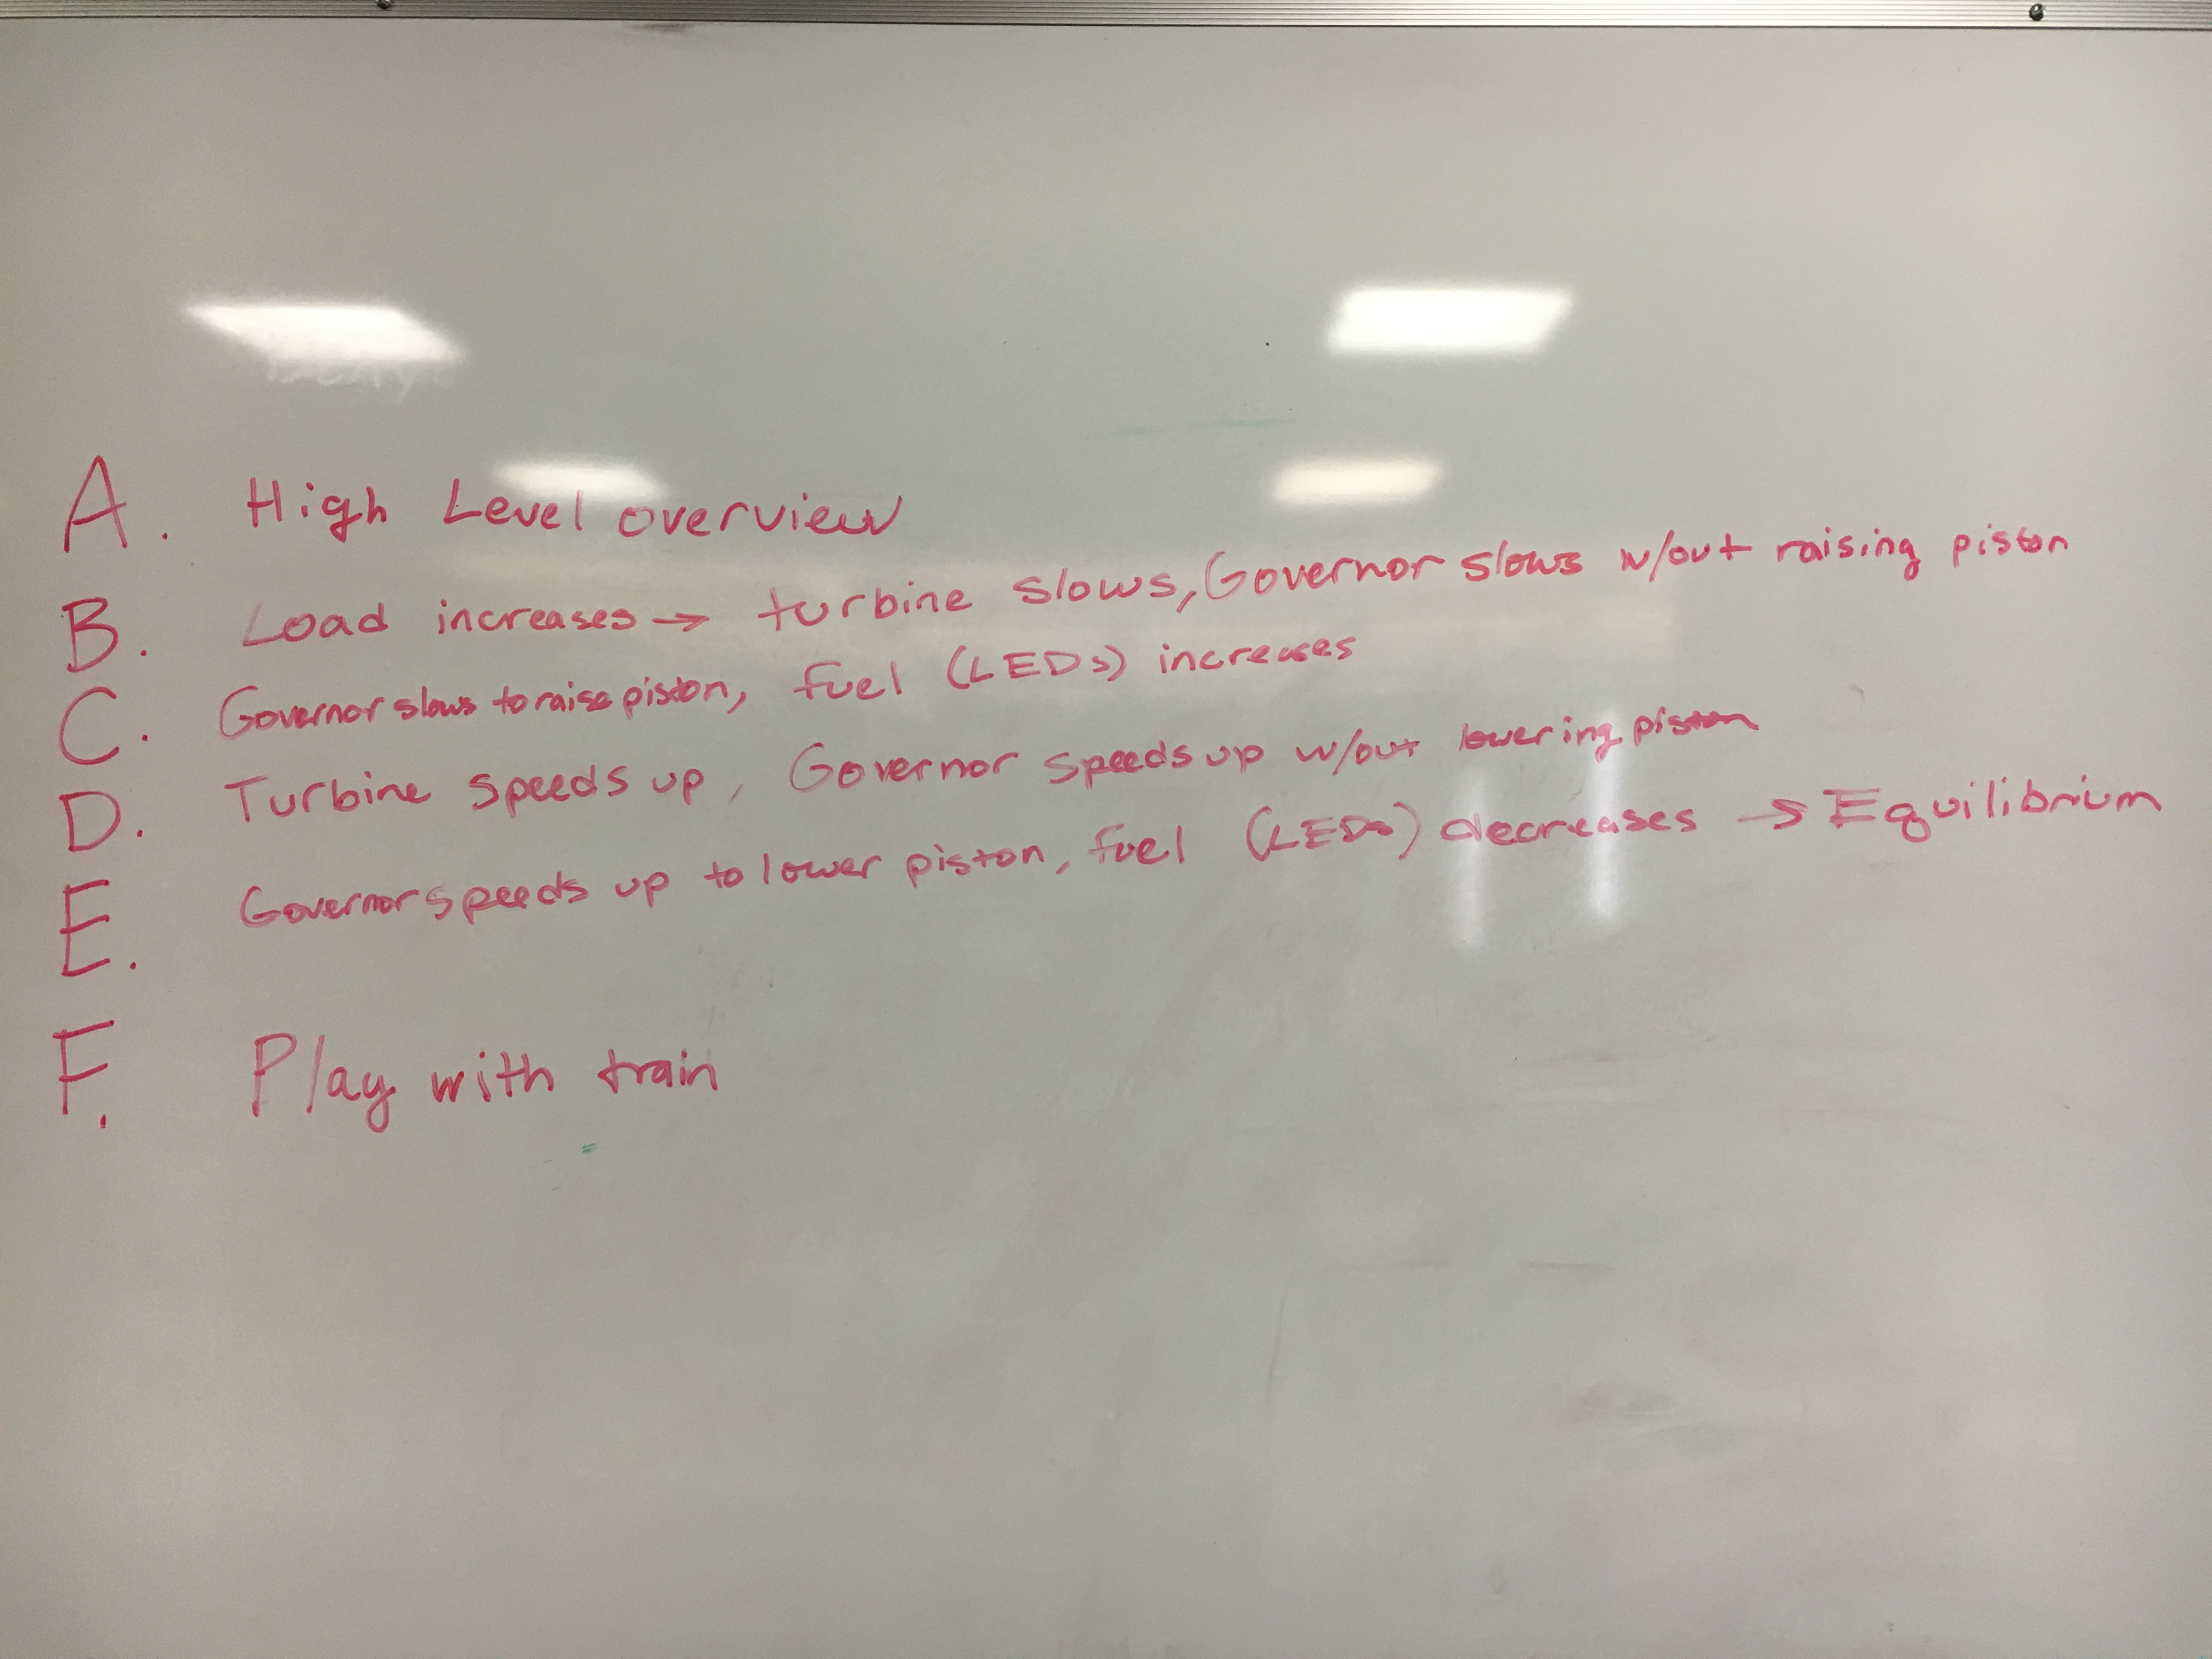 A. High Level overview
B. Load increases → turbine slows, Governor slows w/out raising piston
C. Governor slows to raise piston, fuel (LEDs) increases
D. Turbine speeds up, Governor speeds up w/out lowering piston
E. Governor speeds up to lower piston, fuel (LEDs) decreases → Equilibrium
F. Play with train